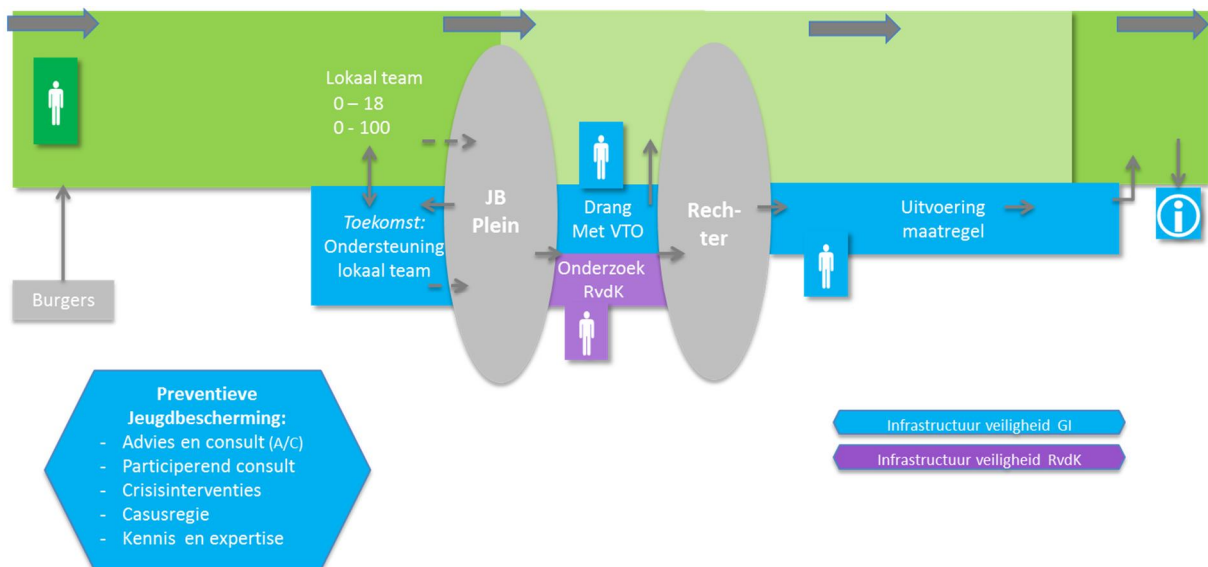 Lokaal team
0 – 18
0 - 100
Burgers
Toekomst:
Ondersteuning
lokaal team
JB
Plein
Drang
Met VTO
Onderzoek
RvdK
Rech-
ter
Uitvoering
maatregel
Preventieve
Jeugdbescherming:
- Advies en consult (A/C)
- Participerend consult
- Crisisinterventies
- Casusregie
- Kennis en expertise
Infrastructuur veiligheid GI
Infrastructuur veiligheid RvdK